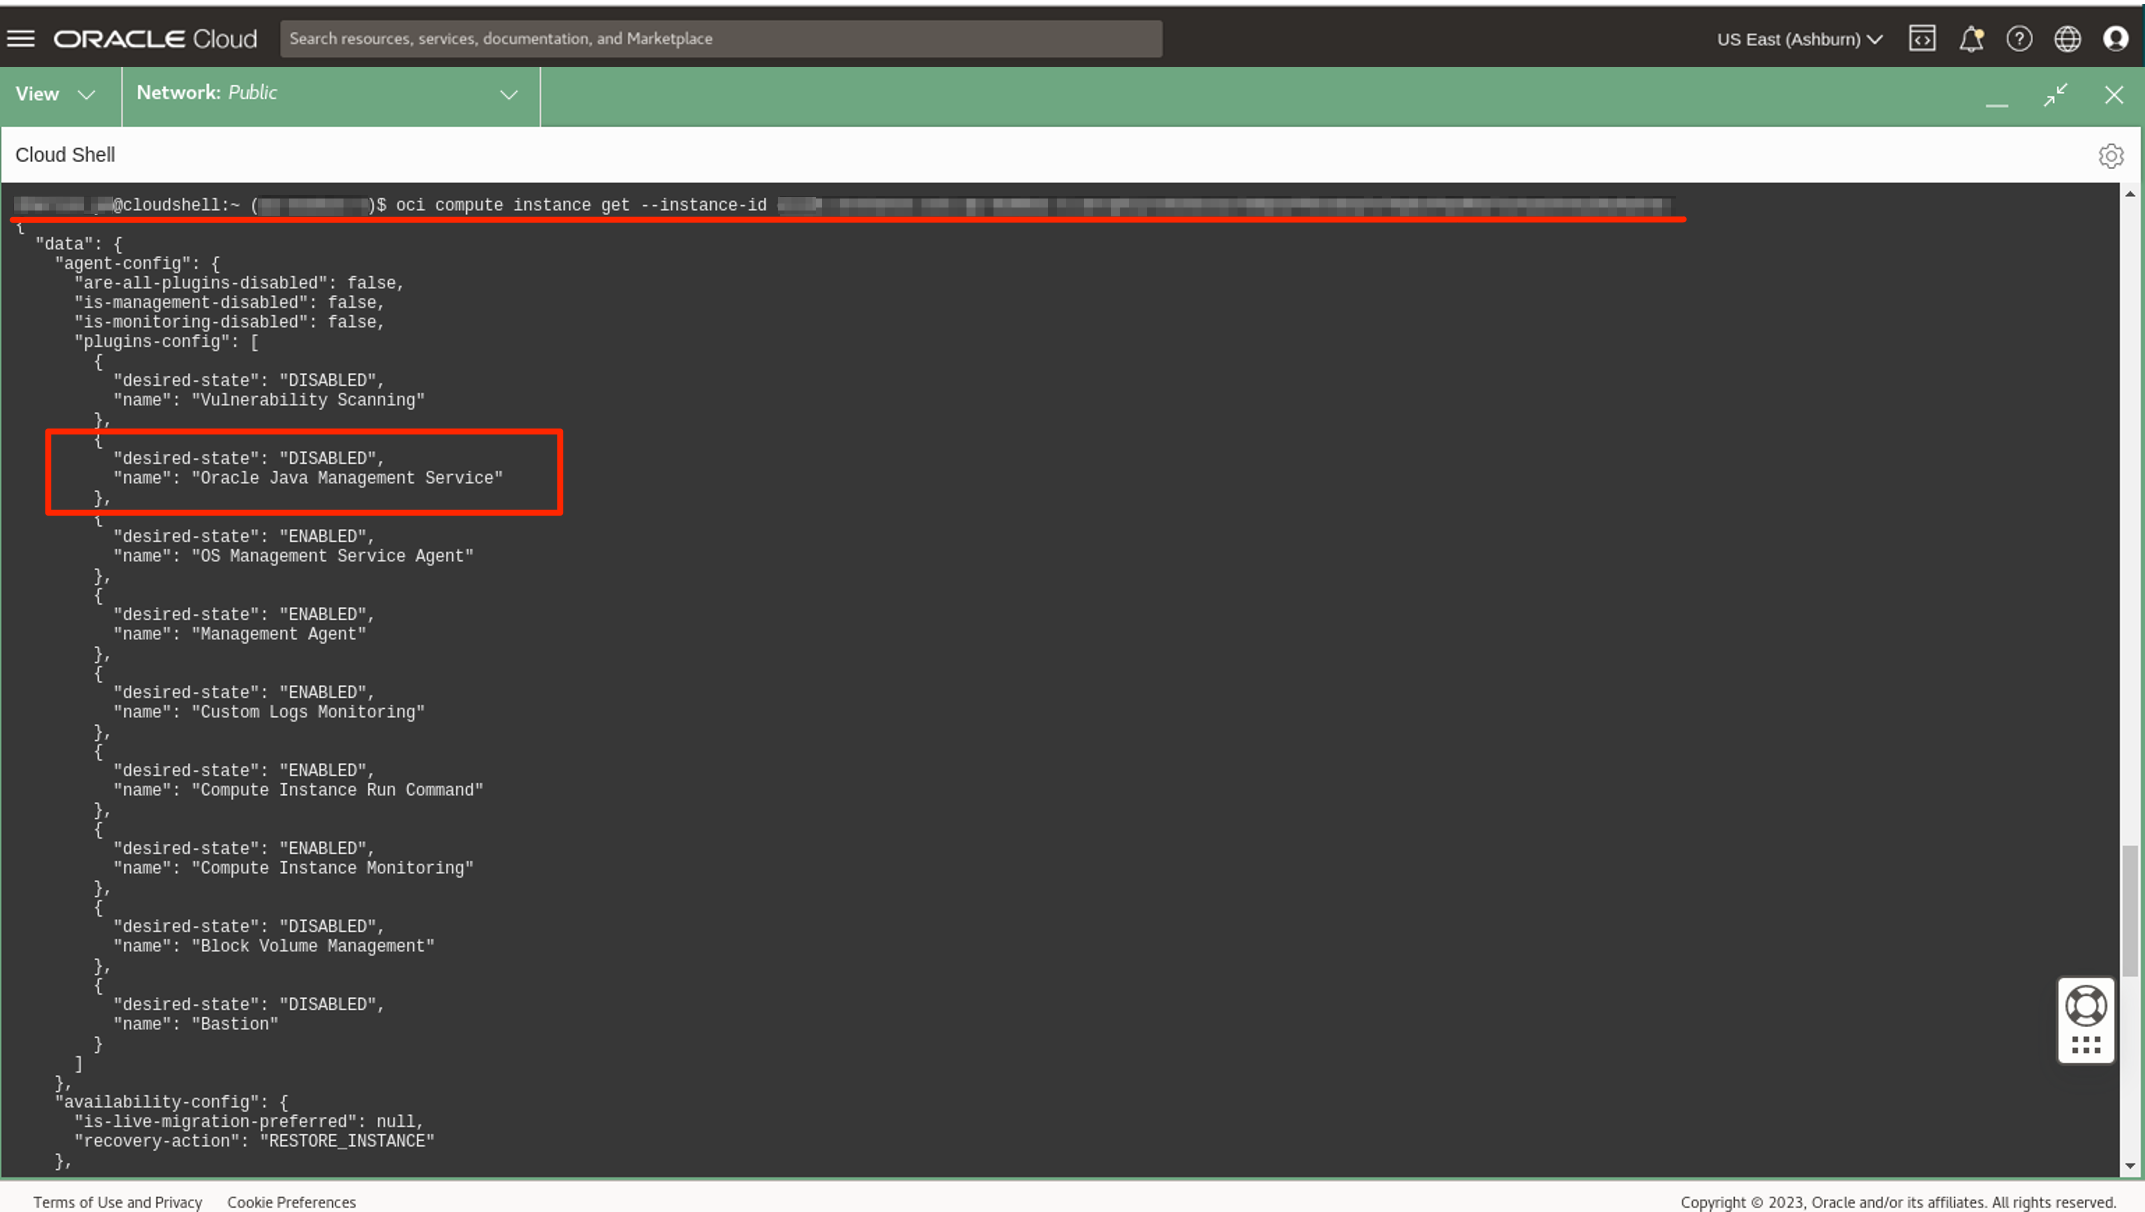 ORACLE Cloud
Search resources, services, documentation, and Marketplace
US East (Ashburn)
View
Network: Public
Cloud Shell
@cloudshell:~ ( )$ oci compute instance get --instance-id
{
  "data": {
    "agent-config": {
      "are-all-plugins-disabled": false,
      "is-management-disabled": false,
      "is-monitoring-disabled": false,
      "plugins-config": [
        {
          "desired-state": "DISABLED",
          "name": "Vulnerability Scanning"
        },
        {
          "desired-state": "DISABLED",
          "name": "Oracle Java Management Service"
        },
        {
          "desired-state": "ENABLED",
          "name": "OS Management Service Agent"
        },
        {
          "desired-state": "ENABLED",
          "name": "Management Agent"
        },
        {
          "desired-state": "ENABLED",
          "name": "Custom Logs Monitoring"
        },
        {
          "desired-state": "ENABLED",
          "name": "Compute Instance Run Command"
        },
        {
          "desired-state": "ENABLED",
          "name": "Compute Instance Monitoring"
        },
        {
          "desired-state": "DISABLED",
          "name": "Block Volume Management"
        },
        {
          "desired-state": "DISABLED",
          "name": "Bastion"
        }
      ]
    },
    "availability-config": {
      "is-live-migration-preferred": null,
      "recovery-action": "RESTORE_INSTANCE"
    },
Terms of Use and Privacy
Cookie Preferences
Copyright © 2023, Oracle and/or its affiliates. All rights reserved.